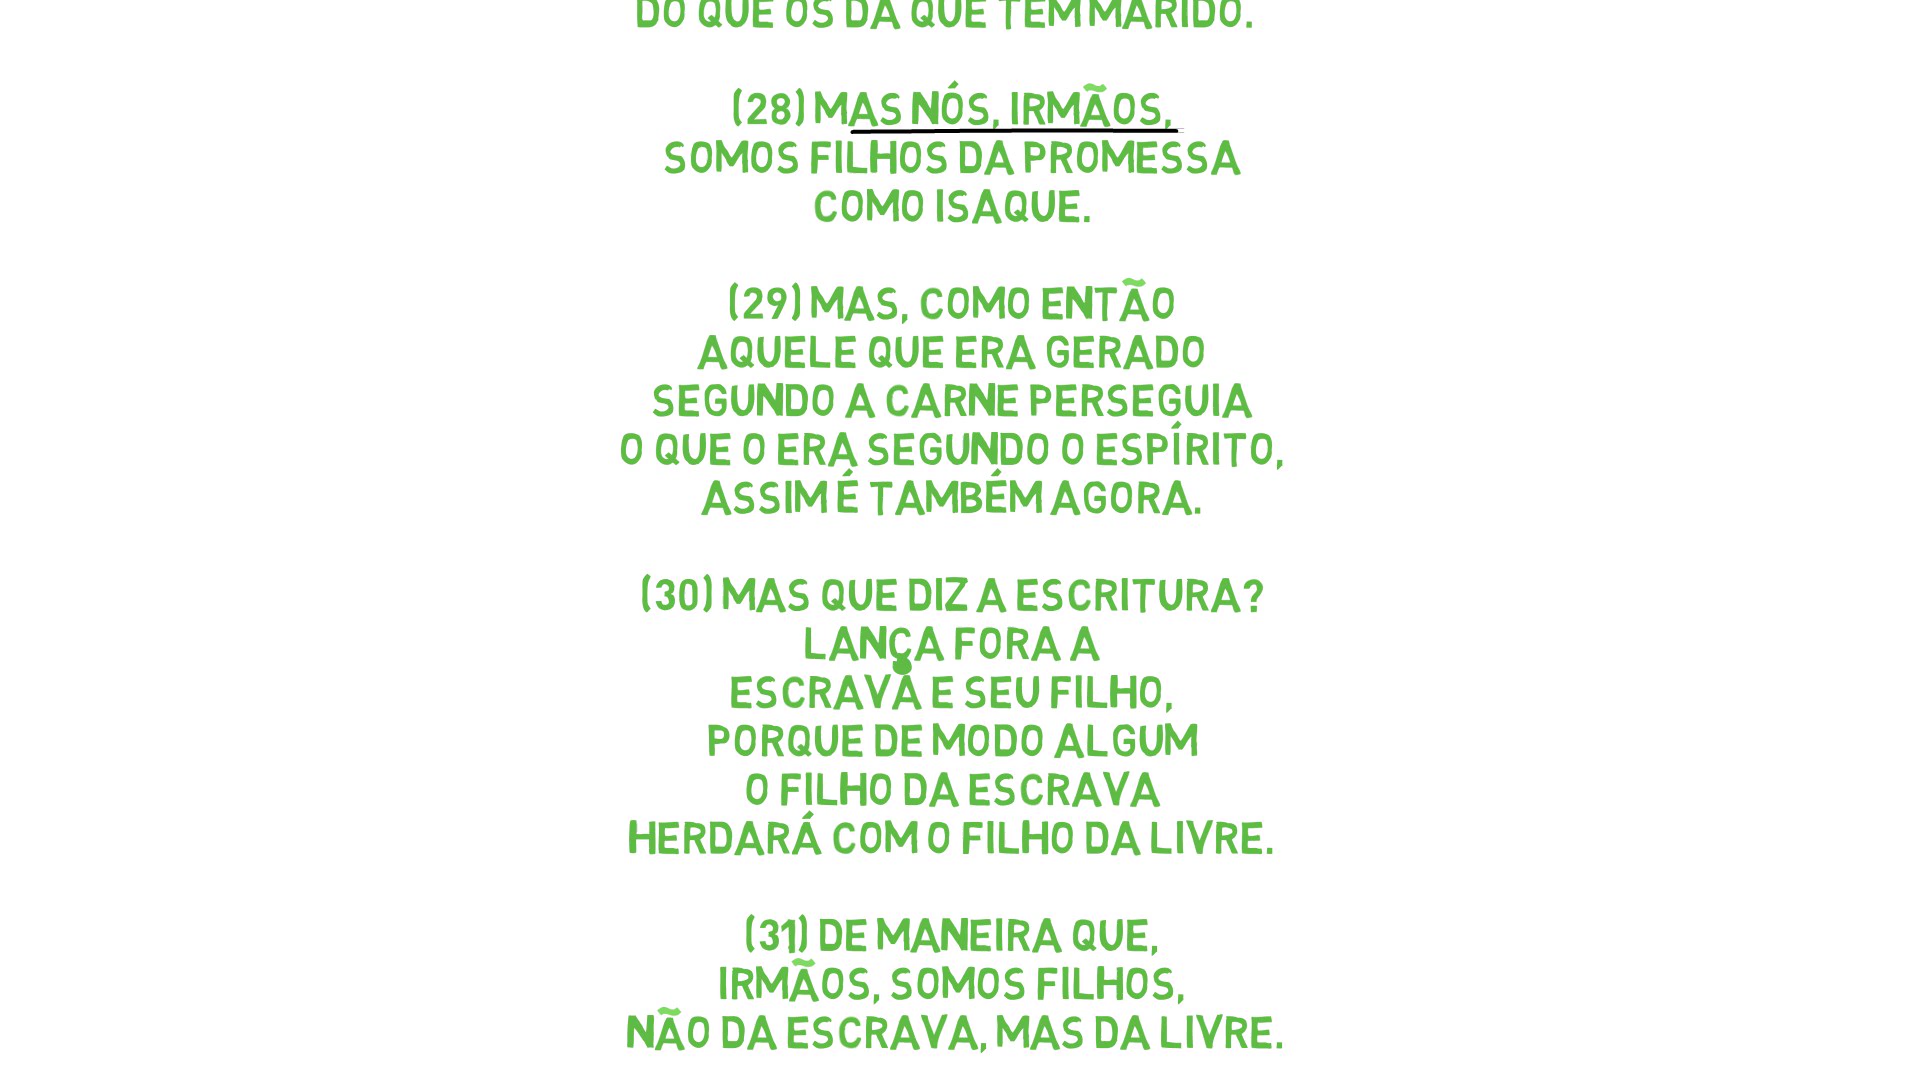 DO QUE OS DA QUE TEM MARIDO.
(28) MAS NÓS, IRMÃOS,
SOMOS FILHOS DA PROMESSA
COMO ISAQUE.
(29) MAS, COMO ENTÃO
AQUELE QUE ERA GERADO
SEGUNDO A CARNE PERSEGUIA
O QUE O ERA SEGUNDO O ESPÍRITO,
ASSIM É TAMBÉM AGORA.
(30) MAS QUE DIZ A ESCRITURA?
LANÇA FORA A
ESCRAVA E SEU FILHO,
PORQUE DE MODO ALGUM
O FILHO DA ESCRAVA
HERDARÁ COM O FILHO DA LIVRE.
(31) DE MANEIRA QUE,
IRMÃOS, SOMOS FILHOS,
NÃO DA ESCRAVA, MAS DA LIVRE.